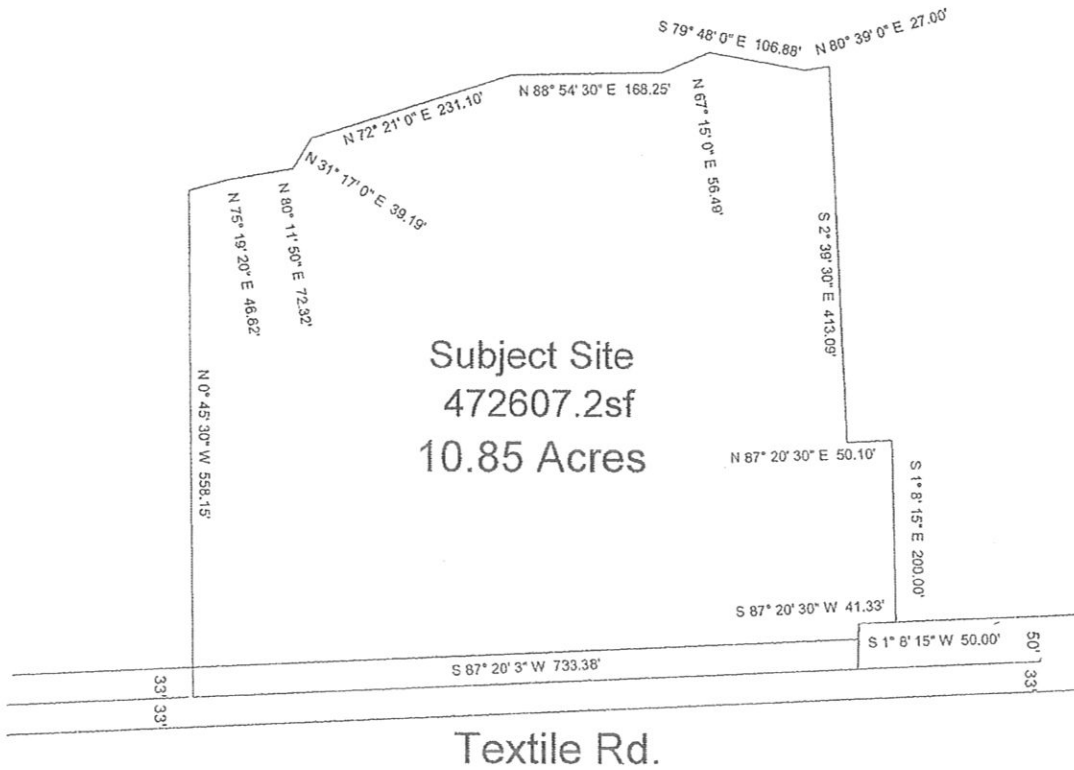 S 79° 48' 0" E 106.88'
N 80° 39' 0" E 27.00'
N 88° 54' 30" E 168.25'
N 72° 21' 0" E 231.10'
N 67° 15' 0" E 56.49'
N 31° 17' 0" E 39.19'
N 80° 11' 50" E 72.32'
N 75° 19' 20" E 46.62'
S 2° 39' 30" E 413.09'
Subject Site
472607.2sf
10.85 Acres
N 0° 45' 30" W 558.15'
N 87° 20' 30" E 50.10'
S 1° 8' 15" E 200.00'
S 87° 20' 30" W 41.33'
S 1° 8' 15" W 50.00'
50'
S 87° 20' 3" W 733.38'
33'
33'
33'
Textile Rd.